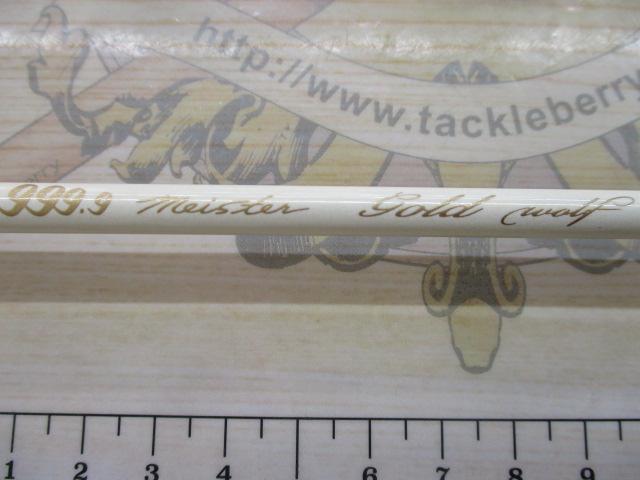 http://www.tackleberry
999.9 Meister Gold wolf
1 2 3 4 6 7 8 9